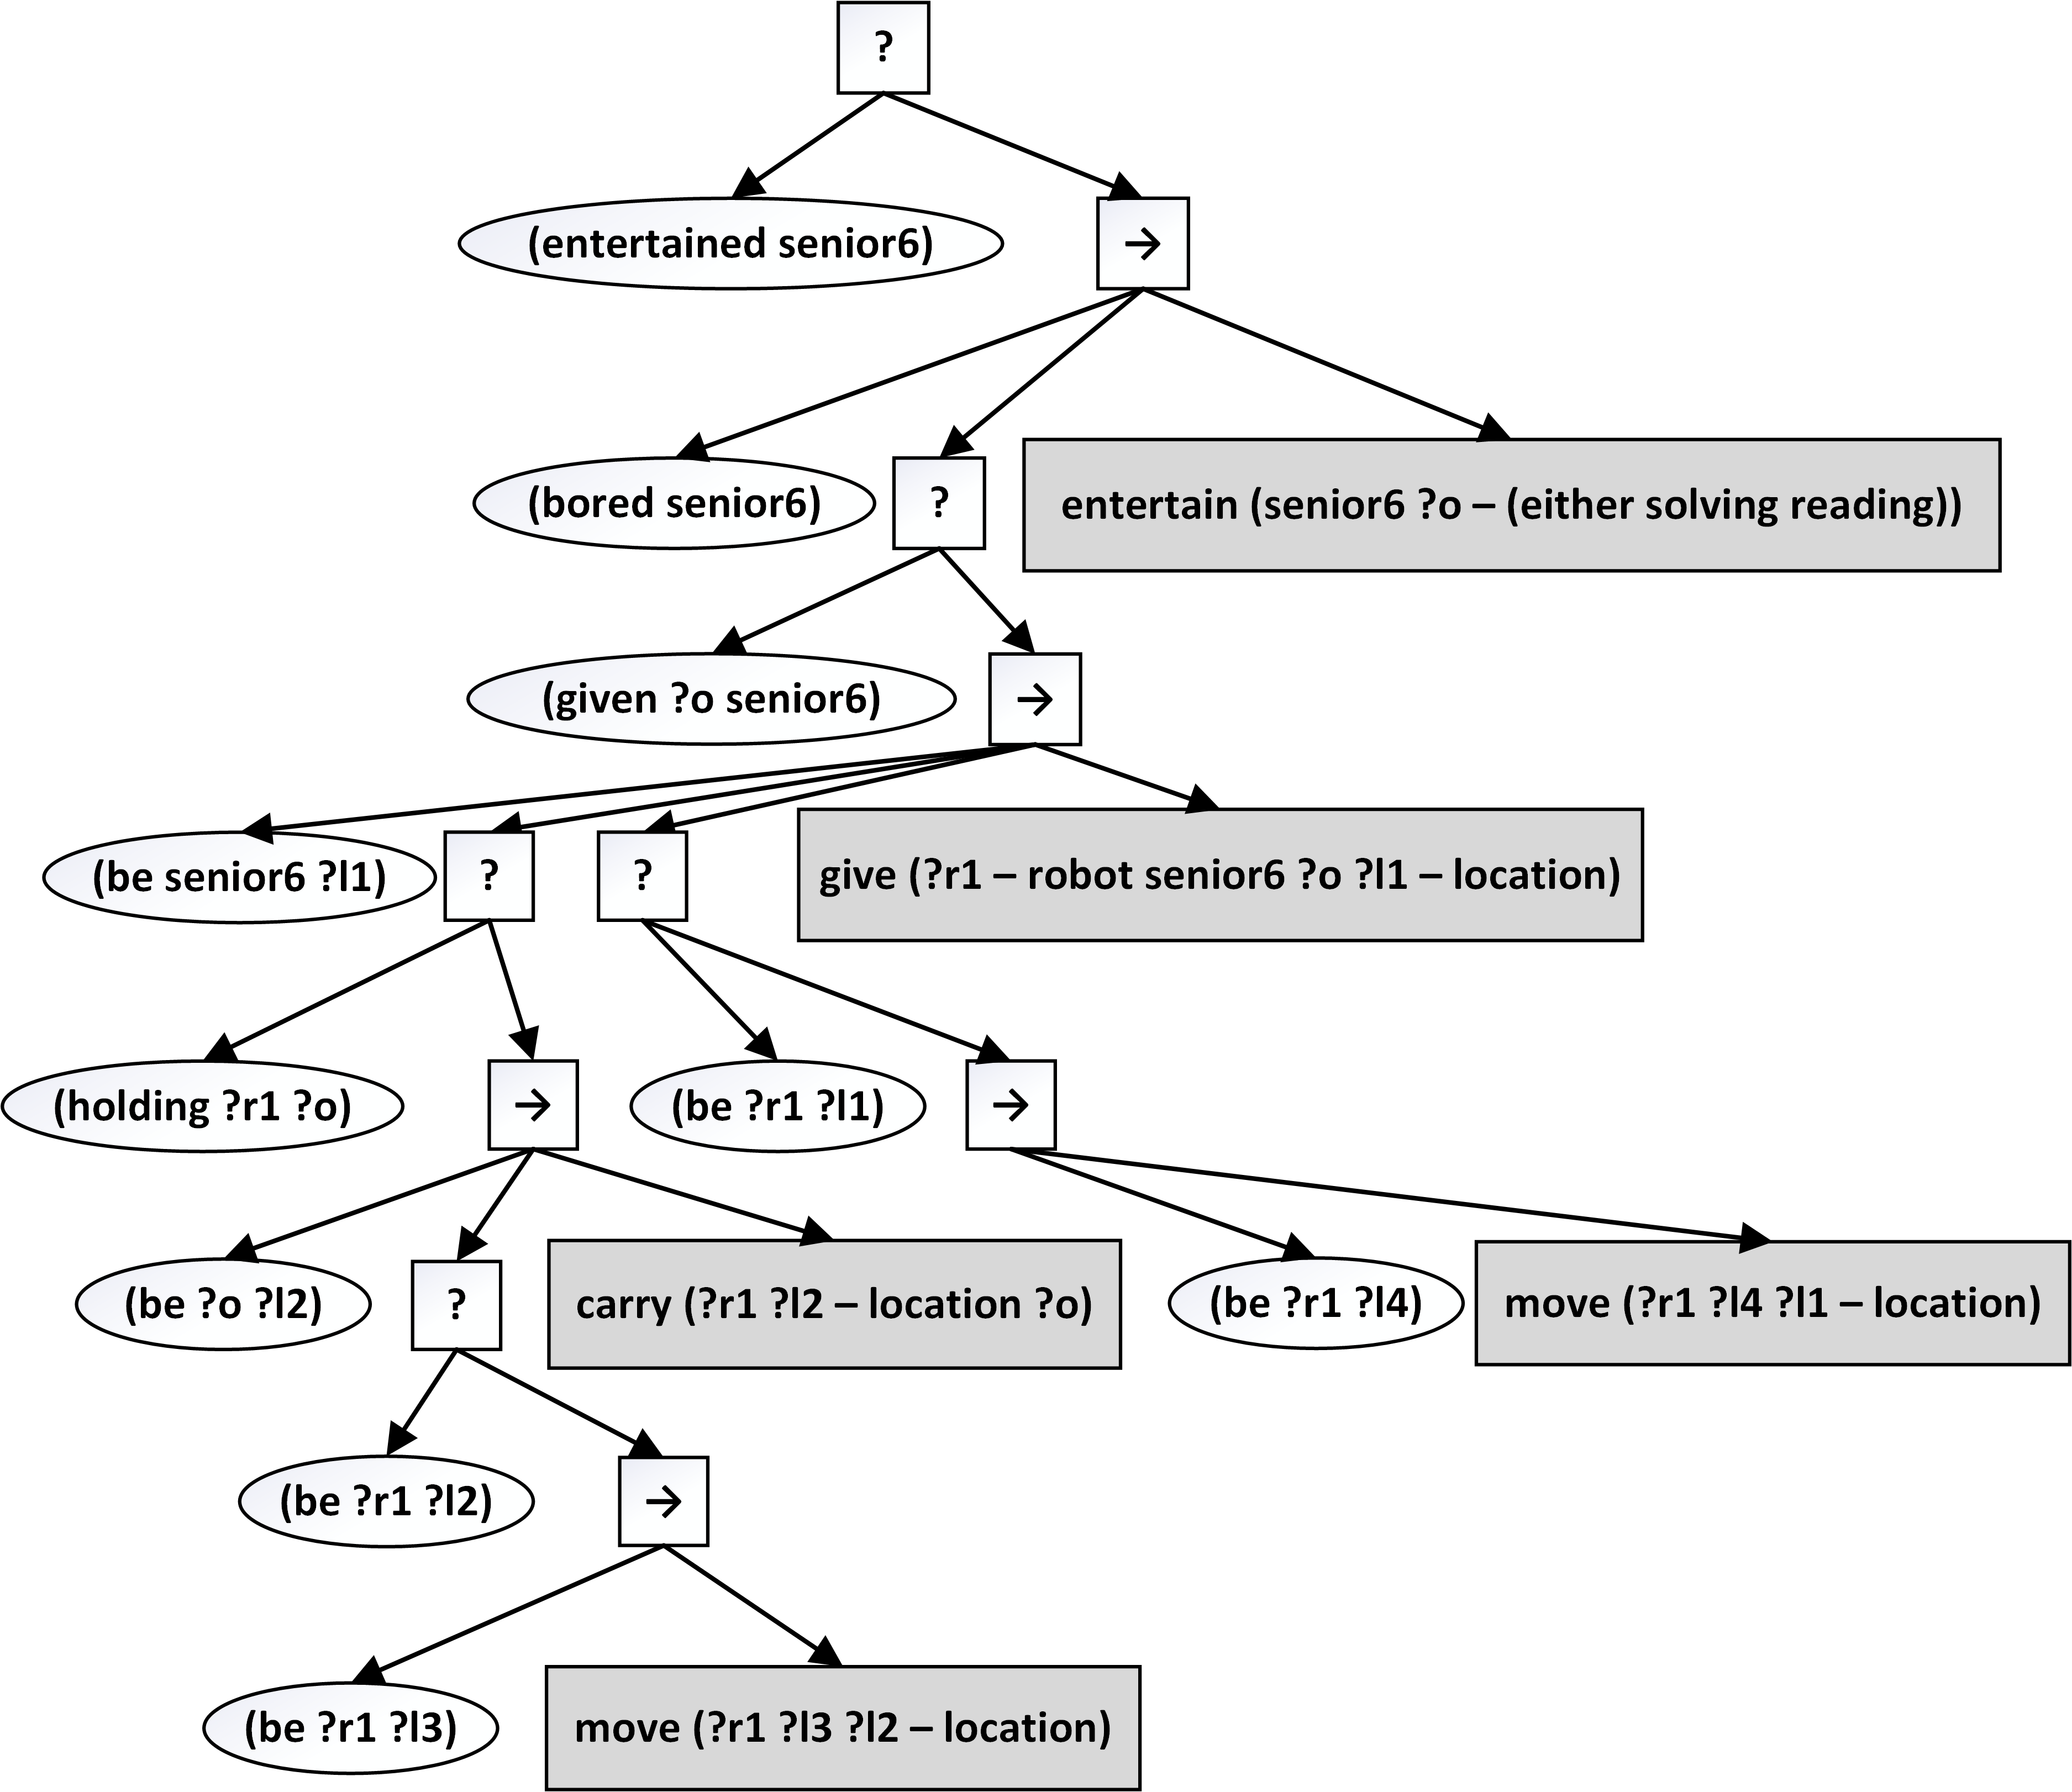 ?
(entertained senior6)
→
(bored senior6)
?
entertain (senior6 ?o – (either solving reading))
(given ?o senior6)
→
(be senior6 ?l1)
?
?
give (?r1 – robot senior6 ?o ?l1 – location)
(holding ?r1 ?o)
→
(be ?r1 ?l1)
→
(be ?o ?l2)
?
carry (?r1 ?l2 – location ?o)
(be ?r1 ?l4)
move (?r1 ?l4 ?l1 – location)
(be ?r1 ?l2)
→
(be ?r1 ?l3)
move (?r1 ?l3 ?l2 – location)